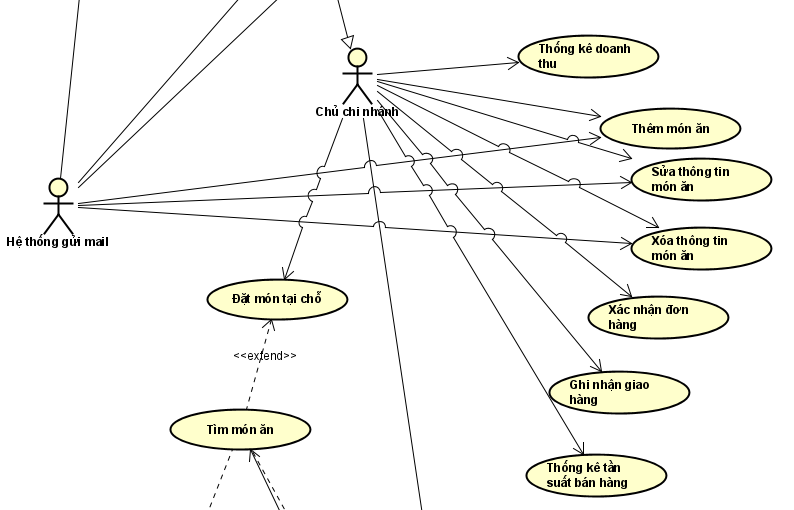 Thống kê doanh
thu
Chủ chi nhánh
Thêm món ăn
Sửa thông tin
món ăn
Hệ thống gửi mail
Xóa thông tin
món ăn
Đặt món tại chỗ
Xác nhận đơn
hàng
<<extend>>
Ghi nhận giao
hàng
Tìm món ăn
Thống kê tần
suất bán hàng